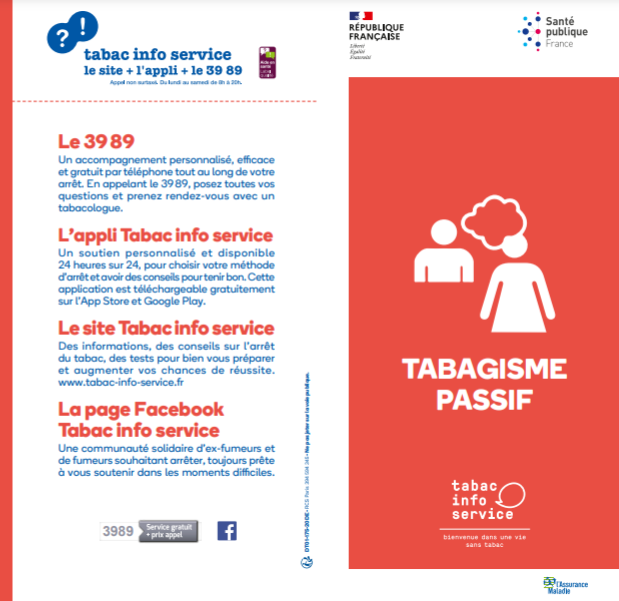 ? !
tabac info service
le site + l'appli + le 39 89
Appel non surtaxé. Du lundi au samedi de 8h à 20h.
Le 39 89
Un accompagnement personnalisé, efficace
et gratuit par téléphone tout au long de votre
arrêt. En appelant le 39 89, posez toutes vos
questions et prenez rendez-vous avec un
tabacologue.
L'appli Tabac info service
Un soutien personnalisé et disponible
24 heures sur 24, pour choisir votre méthode
d'arrêt et avoir des conseils pour tenir bon. Cette
application est téléchargeable gratuitement
sur l'App Store et Google Play.
Le site Tabac info service
Des informations, des conseils sur l'arrêt
du tabac, des tests pour bien vous préparer
et augmenter vos chances de réussite.
www.tabac-info-service.fr
La page Facebook
Tabac info service
Une communauté solidaire d'ex-fumeurs et
de fumeurs souhaitant arrêter, toujours prête
à vous soutenir dans les moments difficiles.
3989 Service gratuit
+ prix appel
f
Ne pas jeter sur la voie publique.
RÉPUBLIQUE
FRANÇAISE
Liberté
Égalité
Fraternité
Santé
publique
France
TABAGISME
PASSIF
tabac
info
service
bienvenue dans une vie
sans tabac
l'Assurance
Maladie